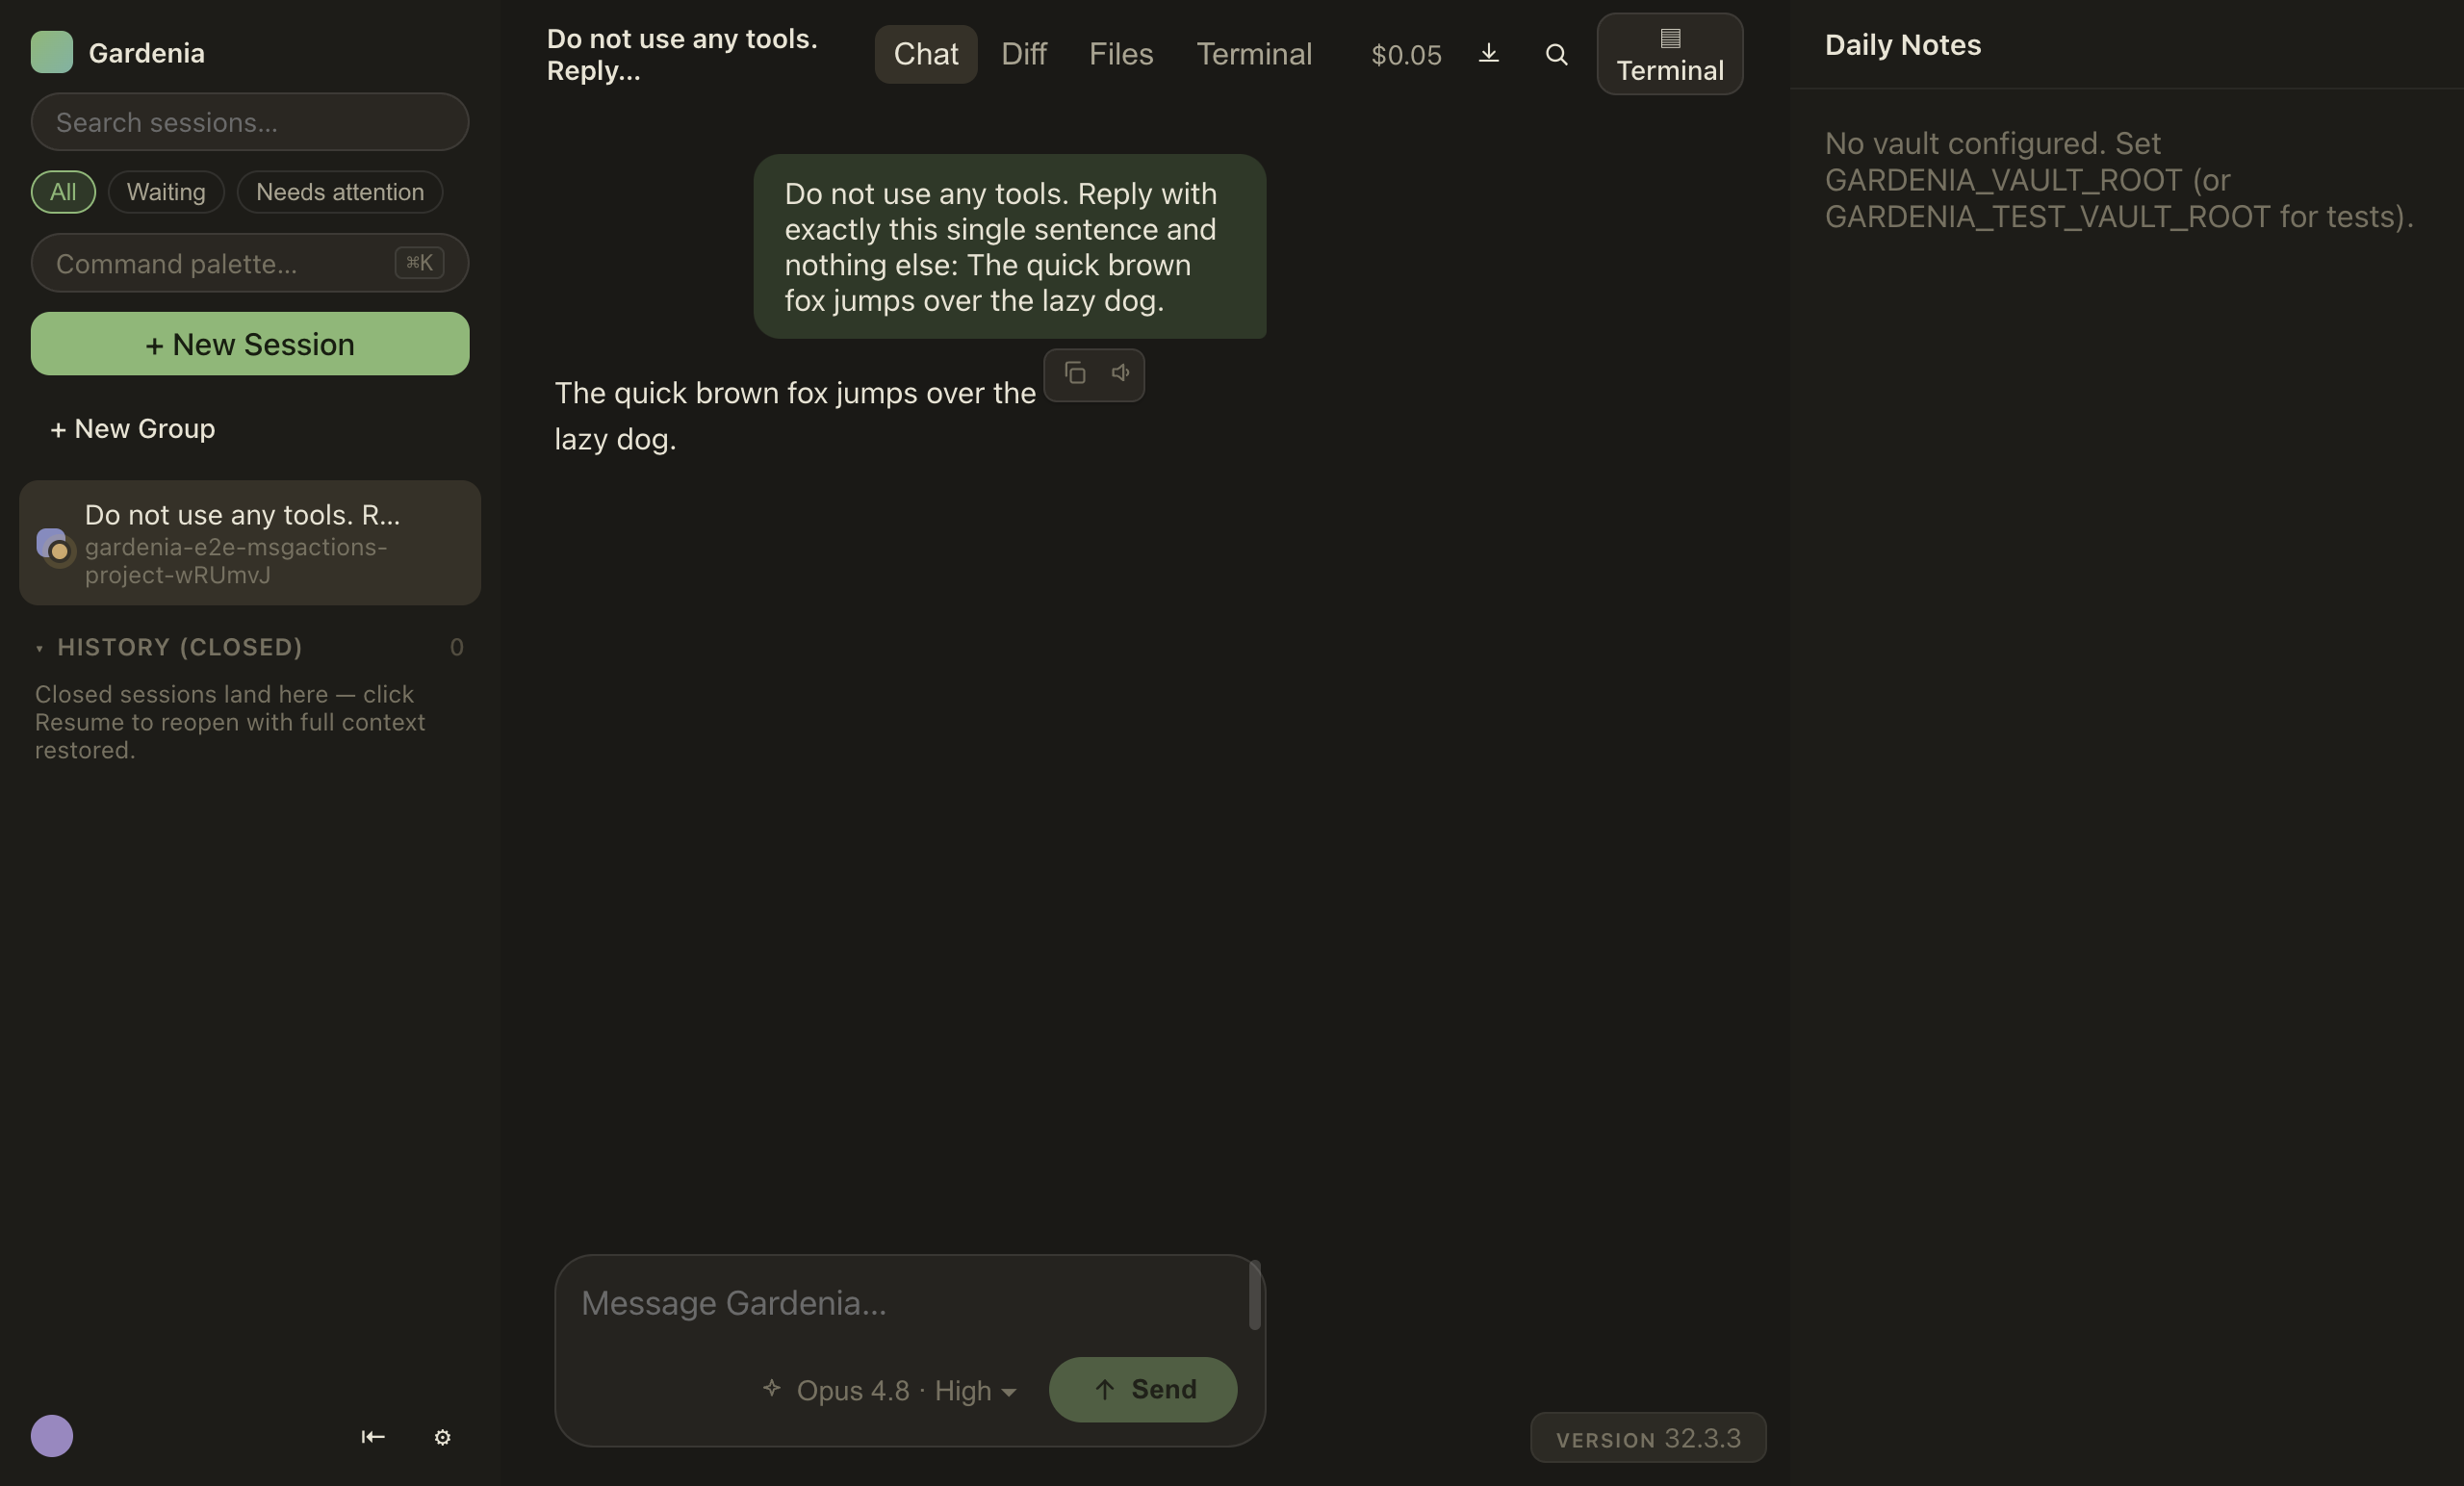 Gardenia
Search sessions...
All
Waiting
Needs attention
Command palette...
⌘K
+ New Session
+ New Group
Do not use any tools. R...
gardenia-e2e-msgactions-
project-wRUmvJ
HISTORY (CLOSED)
0
Closed sessions land here — click
Resume to reopen with full context
restored.
Do not use any tools.
Reply...
Chat
Diff
Files
Terminal
$0.05
Terminal
Do not use any tools. Reply with
exactly this single sentence and
nothing else: The quick brown
fox jumps over the lazy dog.
The quick brown fox jumps over the
lazy dog.
Message Gardenia...
Opus 4.8 · High
Send
VERSION 32.3.3
Daily Notes
No vault configured. Set
GARDENIA_VAULT_ROOT (or
GARDENIA_TEST_VAULT_ROOT for tests).